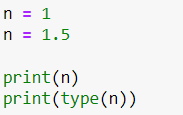 n = 1
n = 1.5
print(n)
print(type(n))